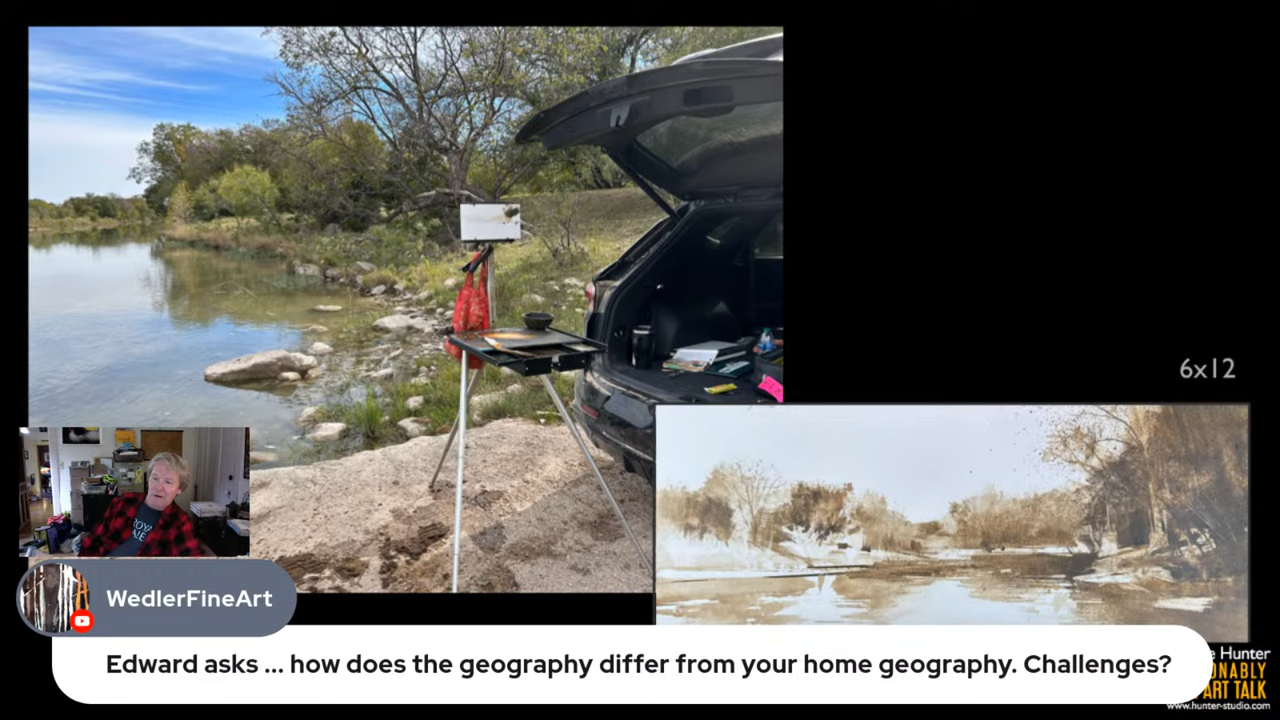 6x12
WedlerFineArt
Edward asks ... how does the geography differ from your home geography. Challenges?
Hunter
ART TALK
www.hunter-studio.com